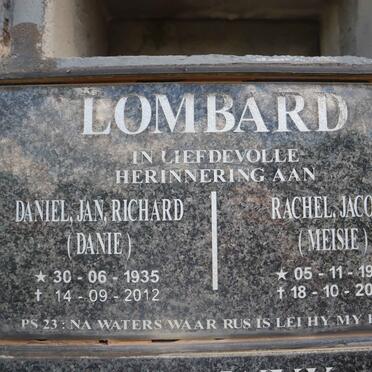 LOMBARD
IN LIEFDEVOLLE
HERINNERING AAN
DANIEL, JAN, RICHARD
(DANIE)
★ 30 - 06 - 1935
† 14 - 09 - 2012
RACHEL, JACO
(MEISIE)
★ 05 - 11 - 19
† 18 - 10 - 20
PS 23 : NA WATERS WAAR RUS IS LEI HY MY